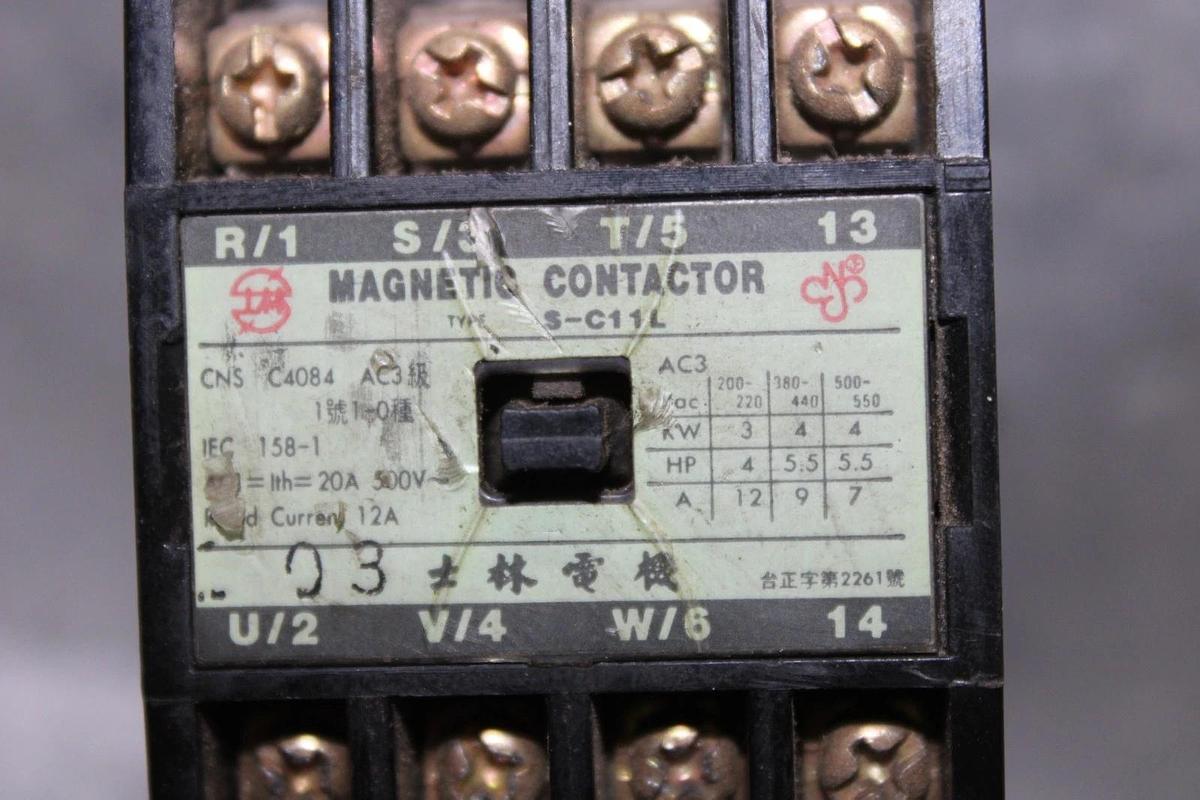 R/1 S/3 T/5 13
MAGNETIC CONTACTOR
TYPE S-C11L
CNS C4084 AC3級
1號1-0種
IEC 158-1
=Ith=20A 500V~
Rated Current 12A
AC3
Vac 200-220 380-440 500-550
KW 3 4 4
HP 4 5.5 5.5
A 12 9 7
03
士林電機
台正字第2261號
U/2 V/4 W/6 14